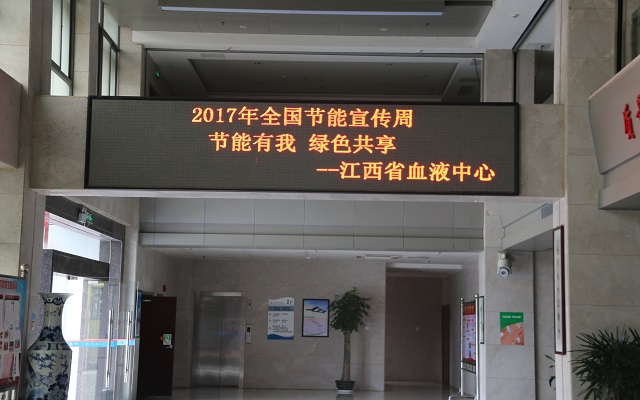 2017年全国节能宣传周
节能有我 绿色共享
--江西省血液中心